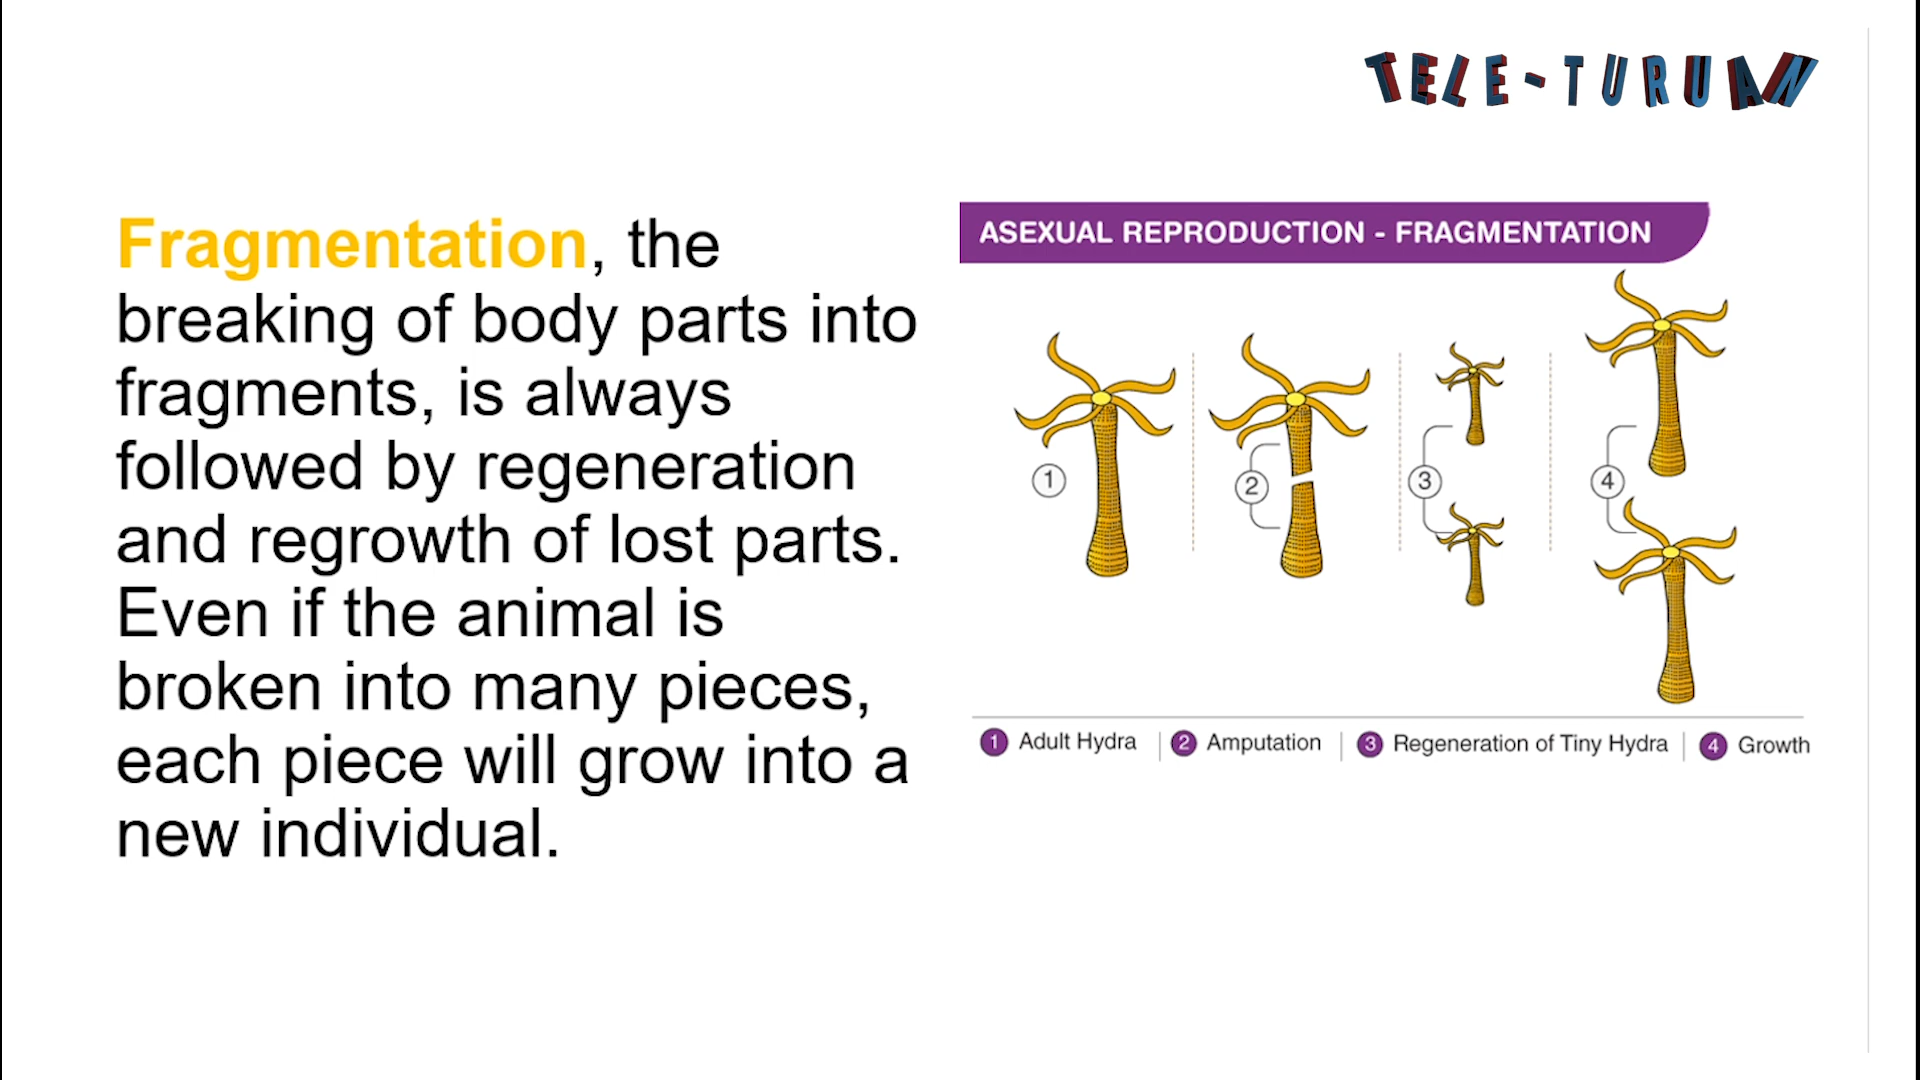 TELE-TURUAN
Fragmentation, the
breaking of body parts into
fragments, is always
followed by regeneration
and regrowth of lost parts.
Even if the animal is
broken into many pieces,
each piece will grow into a
new individual.
ASEXUAL REPRODUCTION - FRAGMENTATION
1
2
3
4
1 Adult Hydra
2 Amputation
3 Regeneration of Tiny Hydra
4 Growth